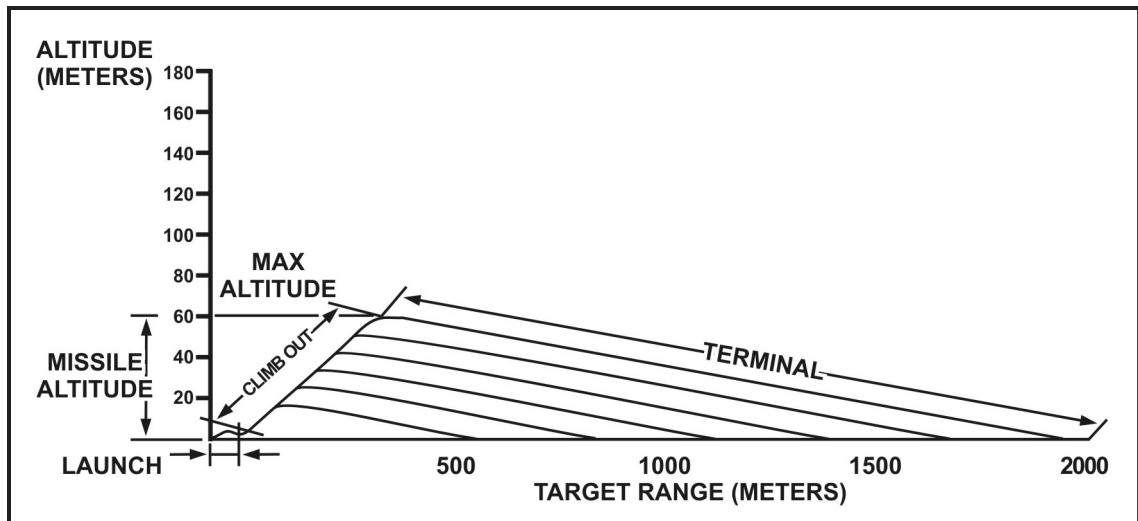 ALTITUDE
(METERS)
180
160
140
120
100
80
60
40
20
MAX
ALTITUDE
CLIMB OUT
TERMINAL
MISSILE
ALTITUDE
LAUNCH
500 1000 1500 2000
TARGET RANGE (METERS)